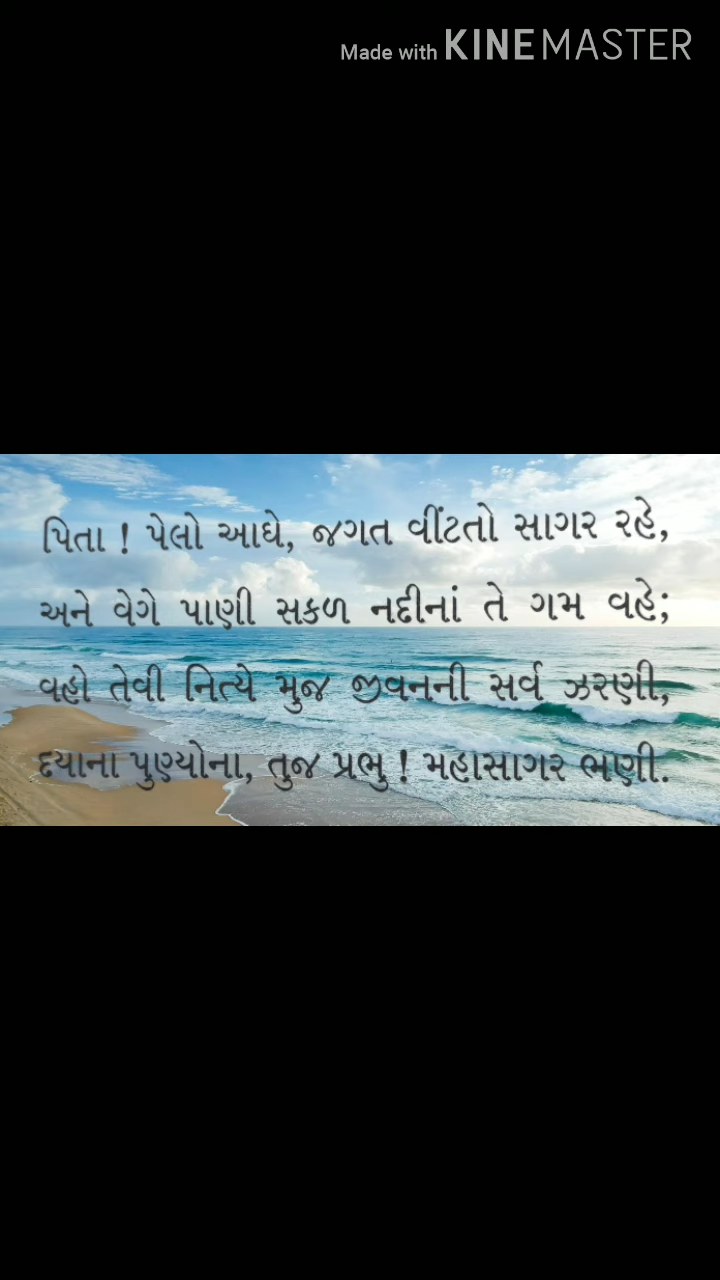 Made with KINEMASTER
પિતા ! પેલો આઘે, જગત વીંટતો સાગર રહે,
અને વેગે પાણી સકળ નદીનાં તે ગમ વહે;
વહો તેવી નિત્યે મુજ જીવનની સર્વ ઝરણી,
દયાના પુણ્યોના, તુજ પ્રભુ ! મહાસાગર ભણી.